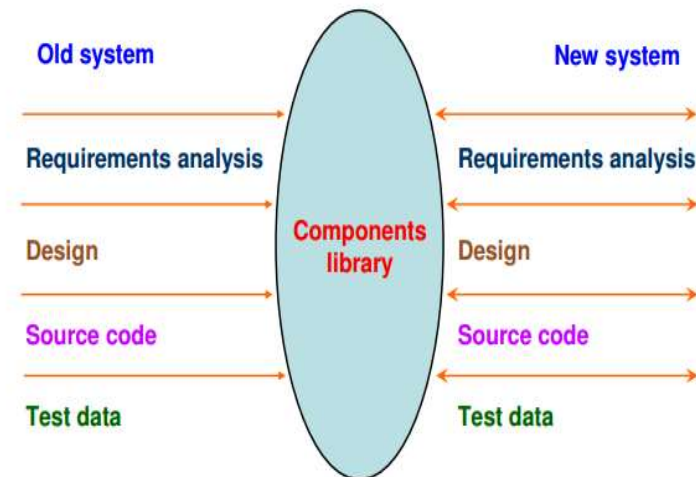 Old system
New system
Requirements analysis
Requirements analysis
Components
library
Design
Design
Source code
Source code
Test data
Test data